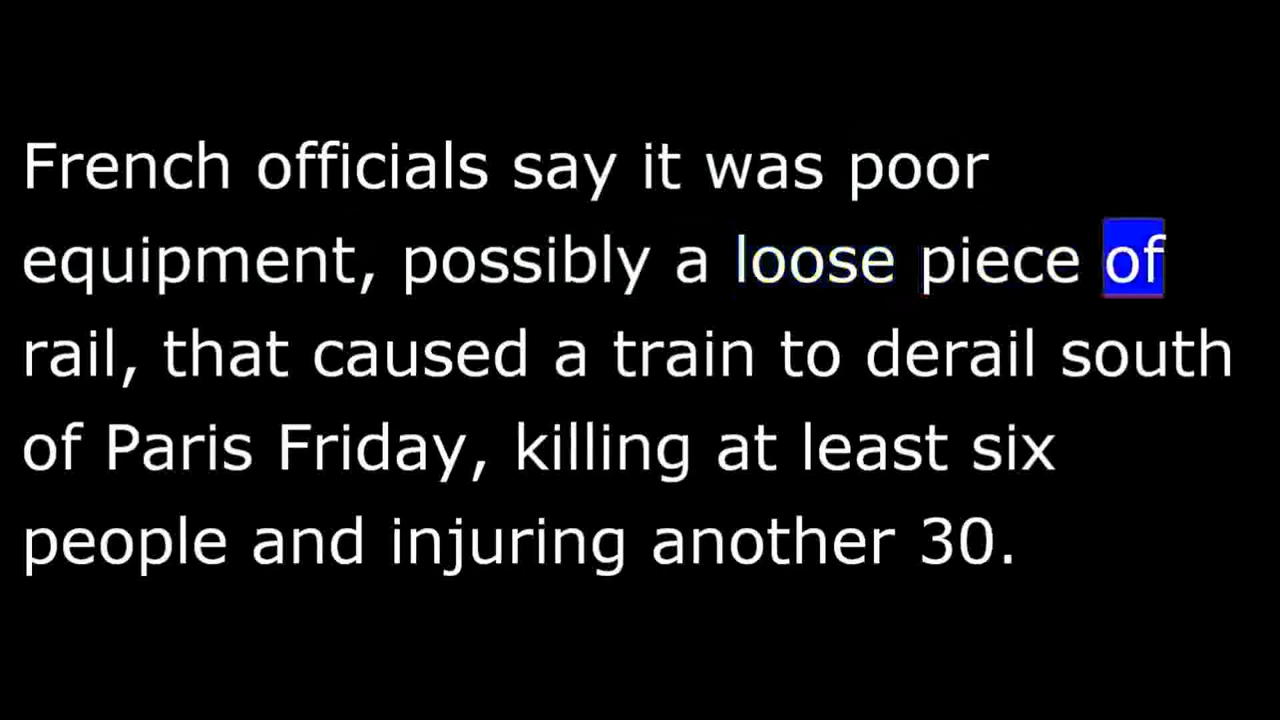 French officials say it was poor
equipment, possibly a loose piece of
rail, that caused a train to derail south
of Paris Friday, killing at least six
people and injuring another 30.